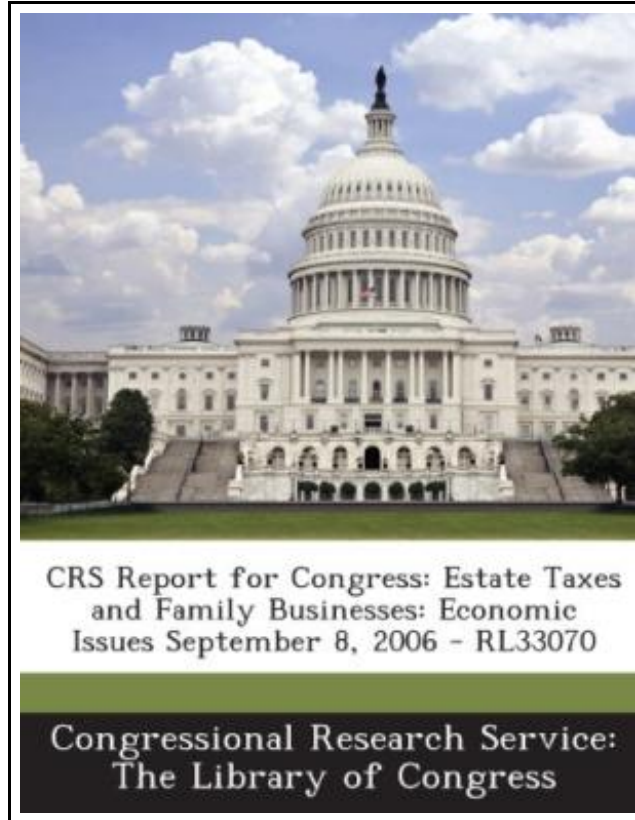 CRS Report for Congress: Estate Taxes
and Family Businesses: Economic
Issues September 8, 2006 - RL33070
Congressional Research Service:
The Library of Congress